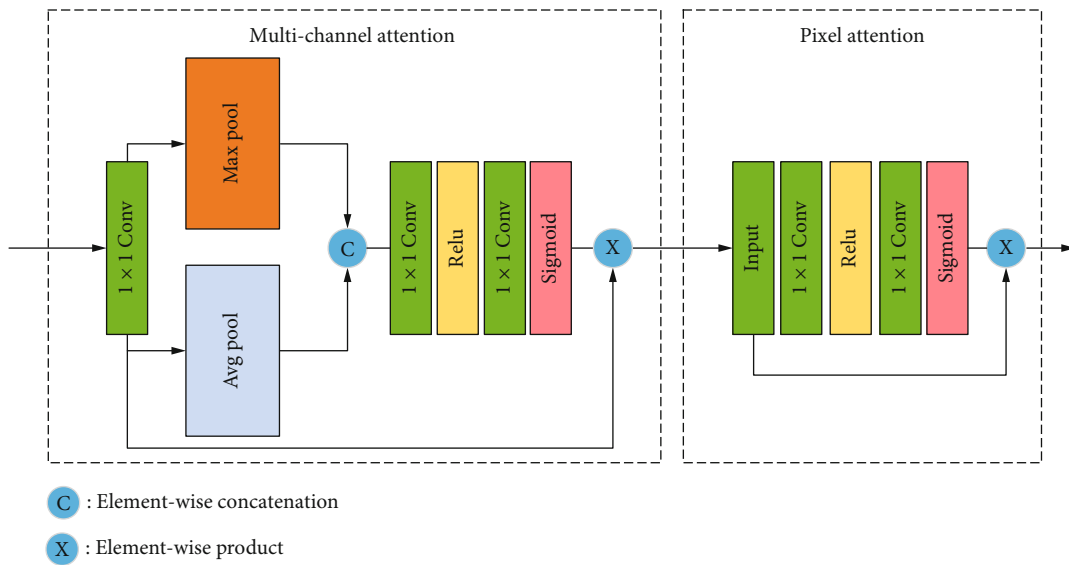 Multi-channel attention
Pixel attention
1 × 1 Conv
Max pool
Avg pool
C
1 × 1 Conv
Relu
1 × 1 Conv
Sigmoid
X
Input
1 × 1 Conv
Relu
1 × 1 Conv
Sigmoid
X
C : Element-wise concatenation
X : Element-wise product